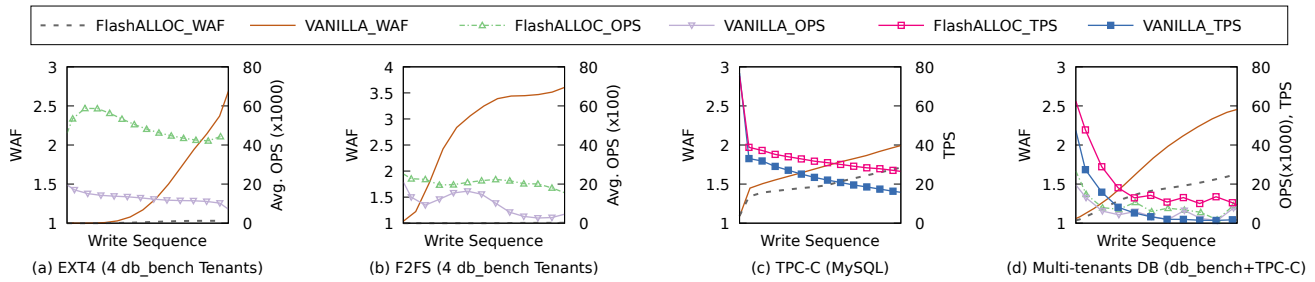 FlashALLOC_WAF VANILLA_WAF FlashALLOC_OPS VANILLA_OPS FlashALLOC_TPS VANILLA_TPS
3
2.5
2
1.5
1
WAF
80
60
40
20
0
Avg. OPS (x1000)
Write Sequence
(a) EXT4 (4 db_bench Tenants)
4
3.5
3
2.5
2
1.5
1
WAF
80
60
40
20
0
Avg. OPS (x100)
Write Sequence
(b) F2FS (4 db_bench Tenants)
3
2.5
2
1.5
1
WAF
80
60
40
20
0
TPS
Write Sequence
(c) TPC-C (MySQL)
3
2.5
2
1.5
1
WAF
80
60
40
20
0
OPS(x1000), TPS
Write Sequence
(d) Multi-tenants DB (db_bench+TPC-C)